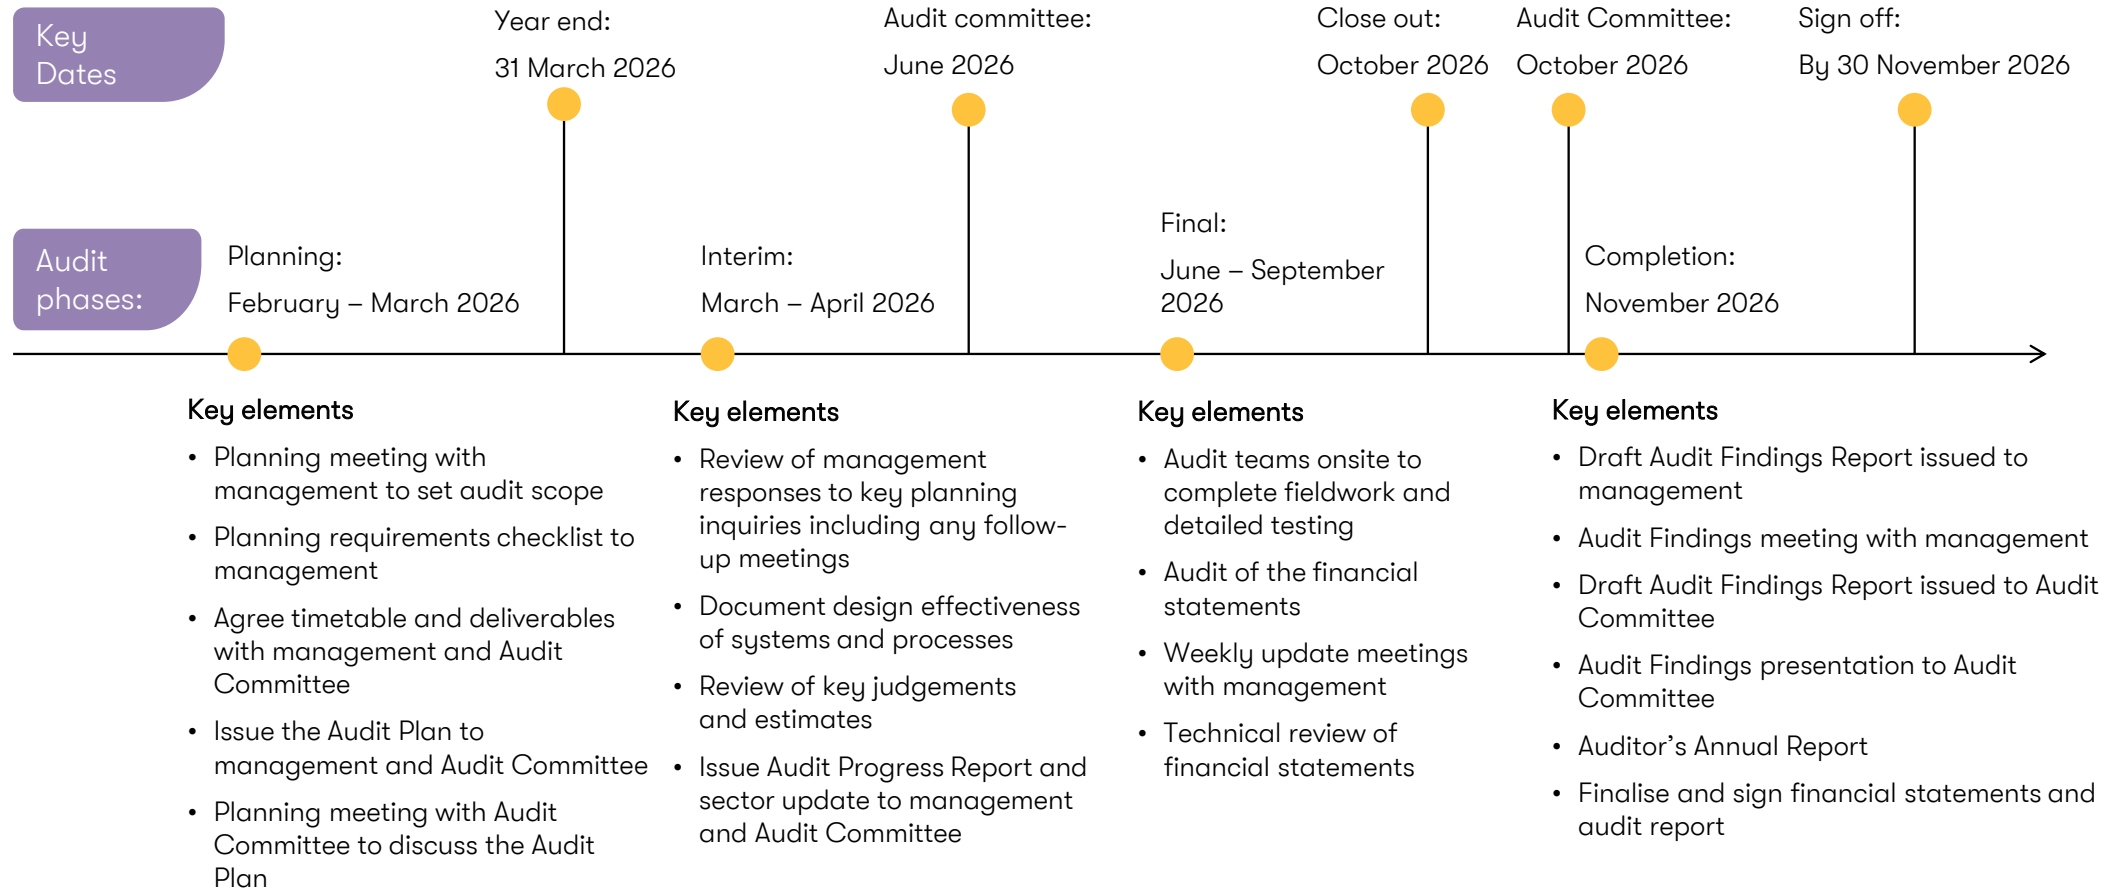 Key
Dates
Year end:
31 March 2026
Audit committee:
June 2026
Close out:
October 2026
Audit Committee:
October 2026
Sign off:
By 30 November 2026
Audit
phases:
Planning:
February – March 2026
Interim:
March – April 2026
Final:
June – September
2026
Completion:
November 2026
Key elements
• Planning meeting with
management to set audit scope
• Planning requirements checklist to
management
• Agree timetable and deliverables
with management and Audit
Committee
• Issue the Audit Plan to
management and Audit Committee
• Planning meeting with Audit
Committee to discuss the Audit
Plan
Key elements
• Review of management
responses to key planning
inquiries including any follow-
up meetings
• Document design effectiveness
of systems and processes
• Review of key judgements
and estimates
• Issue Audit Progress Report and
sector update to management
and Audit Committee
Key elements
• Audit teams onsite to
complete fieldwork and
detailed testing
• Audit of the financial
statements
• Weekly update meetings
with management
• Technical review of
financial statements
Key elements
• Draft Audit Findings Report issued to
management
• Audit Findings meeting with management
• Draft Audit Findings Report issued to Audit
Committee
• Audit Findings presentation to Audit
Committee
• Auditor’s Annual Report
• Finalise and sign financial statements and
audit report